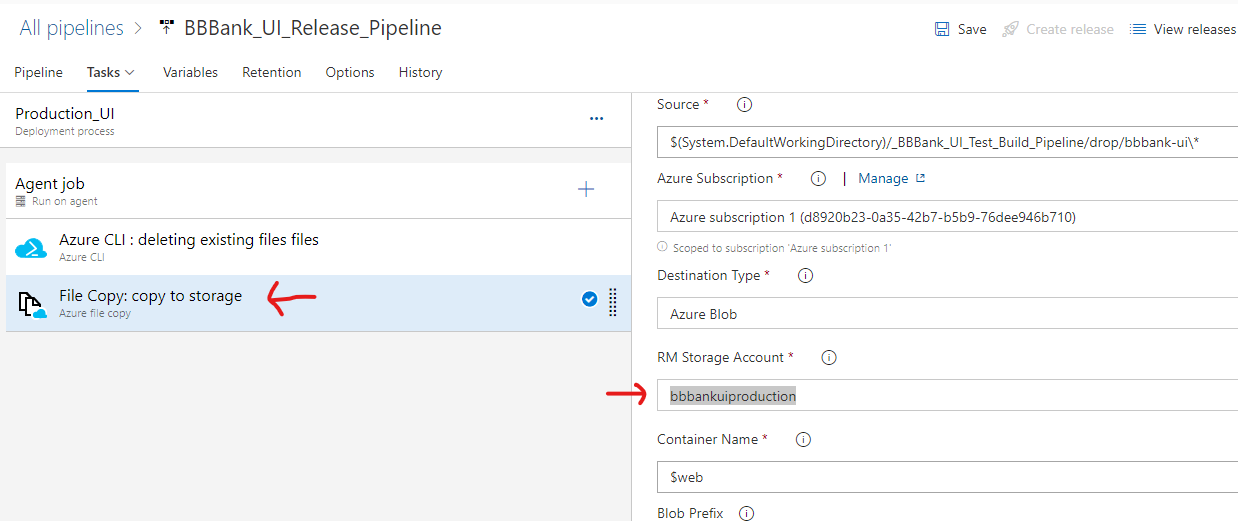 All pipelines > BBBank_UI_Release_Pipeline
Save Create release View releases
Pipeline Tasks Variables Retention Options History
Production_UI
Deployment process
Agent job
Run on agent
Azure CLI : deleting existing files files
Azure CLI
File Copy: copy to storage
Azure file copy
Source *
$(System.DefaultWorkingDirectory)/_BBBank_UI_Test_Build_Pipeline/drop/bbbank-ui\*
Azure Subscription * | Manage
Azure subscription 1 (d8920b23-0a35-42b7-b5b9-76dee946b710)
Scoped to subscription 'Azure subscription 1'
Destination Type *
Azure Blob
RM Storage Account *
bbbankuiproduction
Container Name *
$web
Blob Prefix